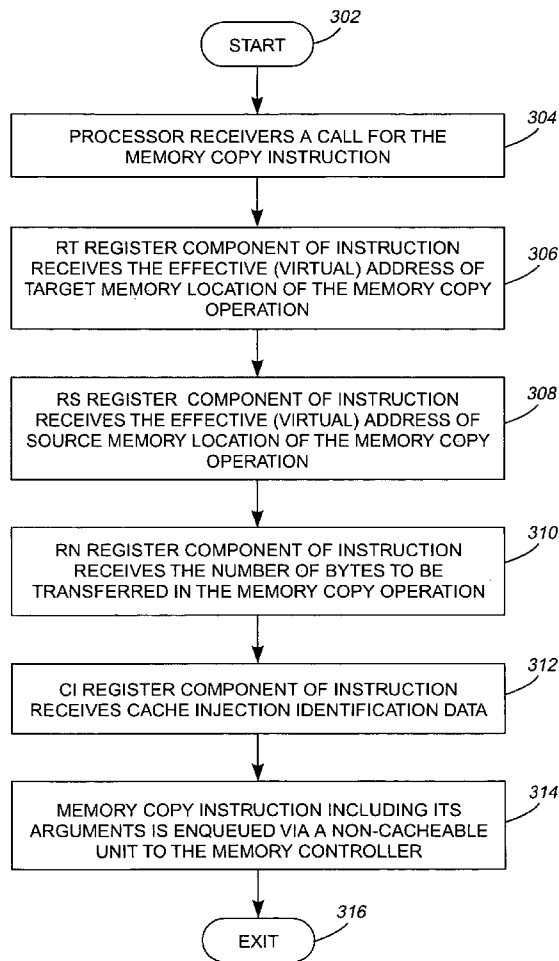 302
START
304
PROCESSOR RECEIVERS A CALL FOR THE
MEMORY COPY INSTRUCTION
RT REGISTER COMPONENT OF INSTRUCTION
RECEIVES THE EFFECTIVE (VIRTUAL) ADDRESS OF
TARGET MEMORY LOCATION OF THE MEMORY COPY
OPERATION
306
RS REGISTER COMPONENT OF INSTRUCTION
RECEIVES THE EFFECTIVE (VIRTUAL) ADDRESS OF
SOURCE MEMORY LOCATION OF THE MEMORY COPY
OPERATION
308
RN REGISTER COMPONENT OF INSTRUCTION
RECEIVES THE NUMBER OF BYTES TO BE
TRANSFERRED IN THE MEMORY COPY OPERATION
310
CI REGISTER COMPONENT OF INSTRUCTION
RECEIVES CACHE INJECTION IDENTIFICATION DATA
312
MEMORY COPY INSTRUCTION INCLUDING ITS
ARGUMENTS IS ENQUEUED VIA A NON-CACHEABLE
UNIT TO THE MEMORY CONTROLLER
314
EXIT
316